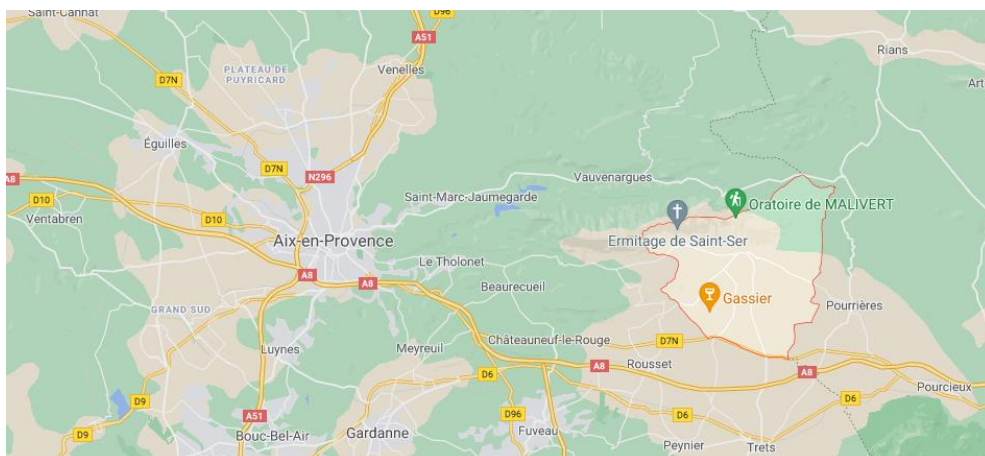 Saint-Cannat
D96
A51
Rians
PLATEAU DE
PUYRICARD
Venelles
D7N
Art
Éguilles
D7N
N296
A8
D10
Vauvenargues
Saint-Marc-Jaumegarde
Oratoire de MALIVERT
Ventabren
D10
Aix-en-Provence
Ermitage de Saint-Ser
Le Tholonet
A8
A8
Beaurecueil
Gassier
GRAND SUD
Pourrières
Châteauneuf-le-Rouge
D7N
Luynes
Meyreuil
A8
Rousset
A8
D6
Pourcieux
D9
A51
D96
D6
D6
D9
Bouc-Bel-Air
Gardanne
Fuveau
Peynier
Trets